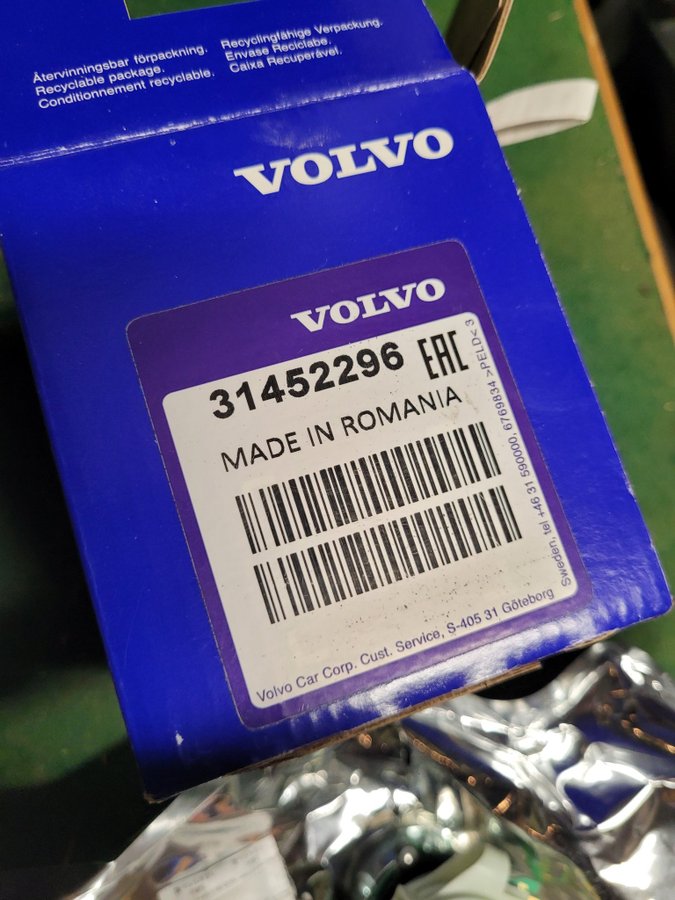 Återvinningsbar förpackning.
Recyclable package.
Conditionnement recyclable.
Recyclingfähige Verpackung.
Envase Reciclabe.
Caixa Recuperável.
VOLVO
VOLVO
31452296 EAC
MADE IN ROMANIA
Volvo Car Corp. Cust. Service, S-405 31 Göteborg
Sweden, tel +46 31 590000, 6769834 >PELD<3